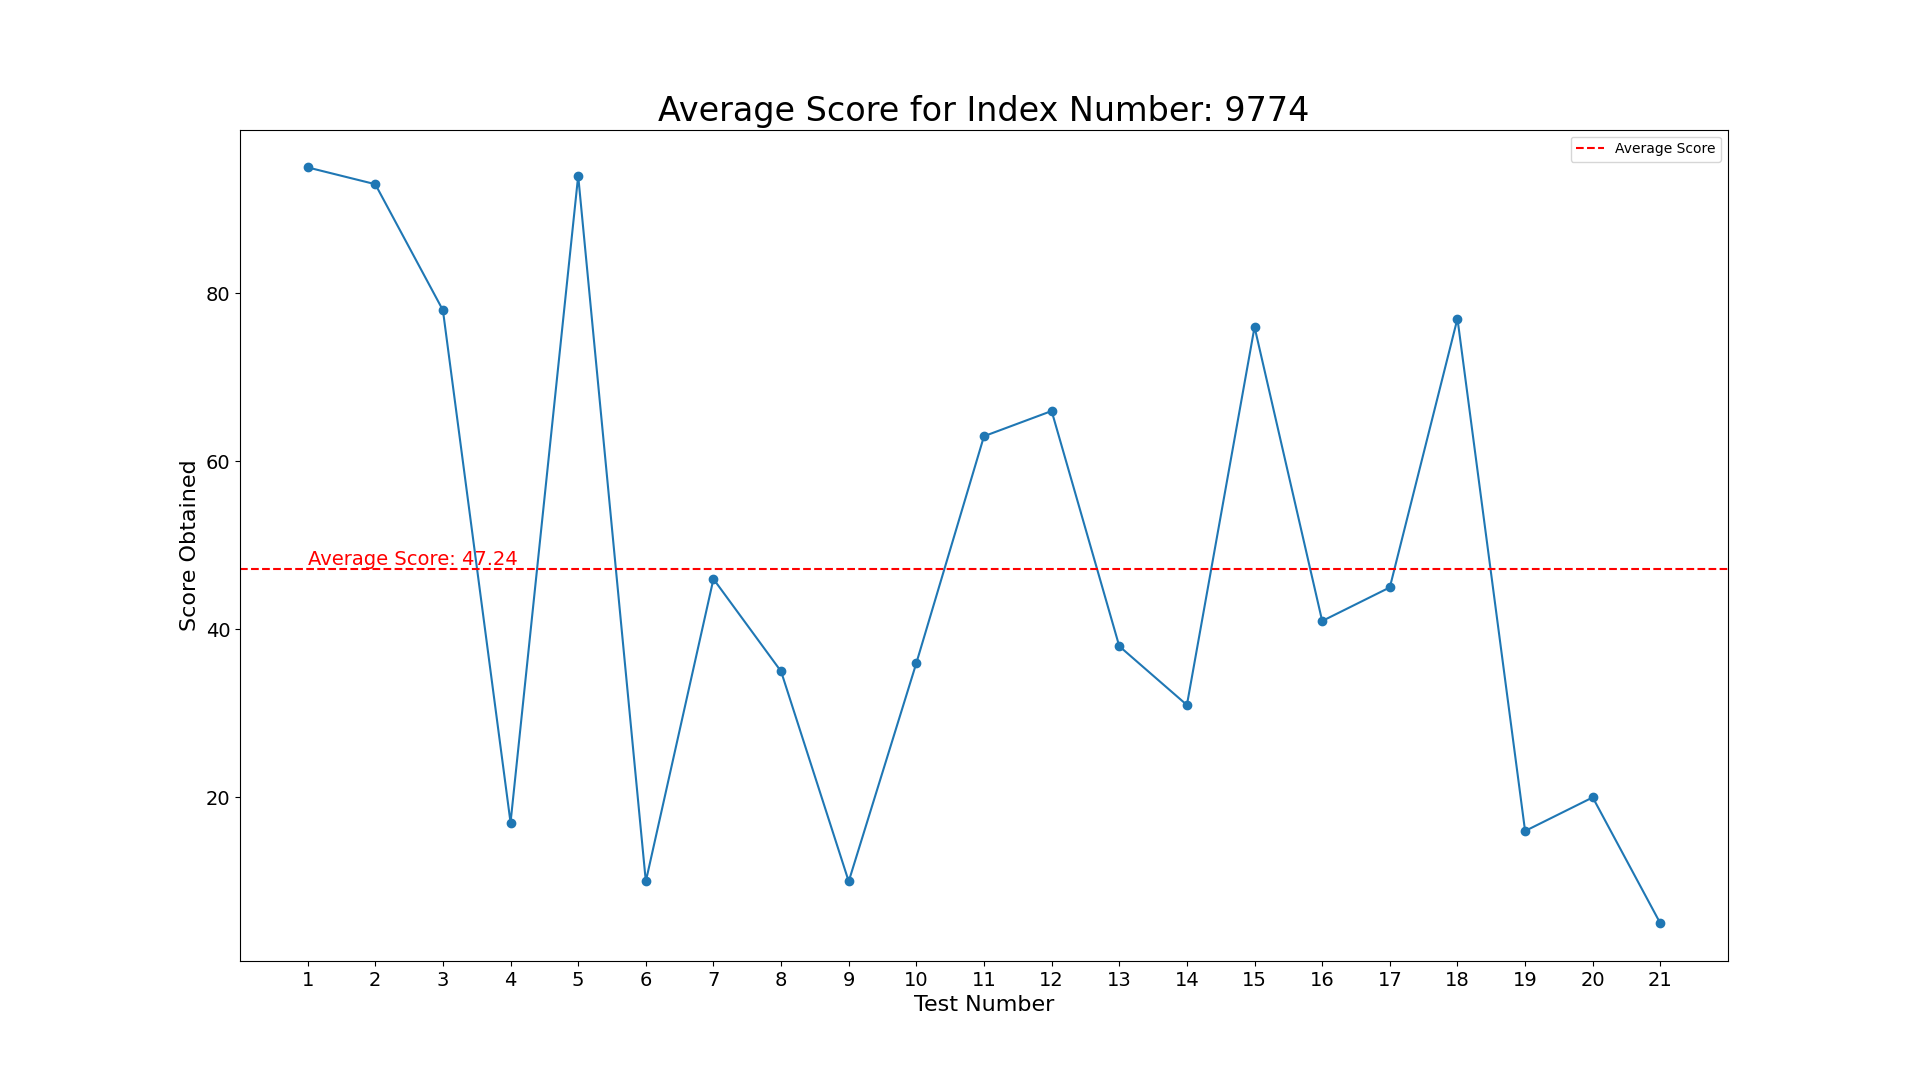 Average Score for Index Number: 9774
Average Score
80
60
40
20
Score Obtained
Average Score: 47.24
1 2 3 4 5 6 7 8 9 10 11 12 13 14 15 16 17 18 19 20 21
Test Number